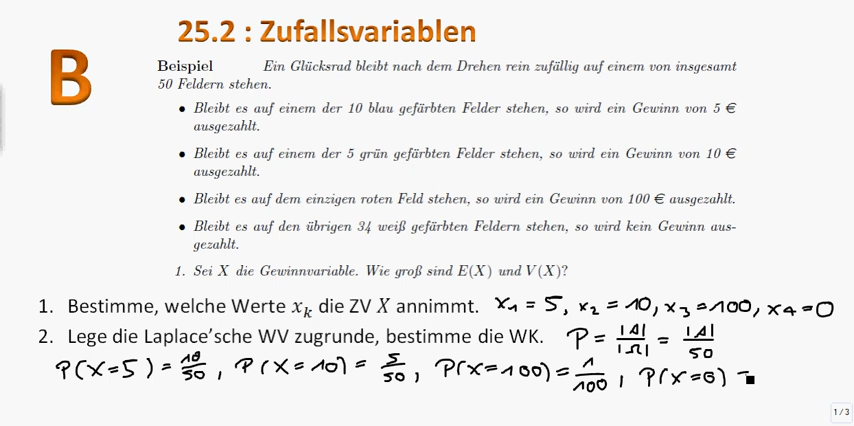 25.2 : Zufallsvariablen
B
Beispiel Ein Glücksrad bleibt nach dem Drehen rein zufällig auf einem von insgesamt
50 Feldern stehen.
• Bleibt es auf einem der 10 blau gefärbten Felder stehen, so wird ein Gewinn von 5 €
ausgezahlt.
• Bleibt es auf einem der 5 grün gefärbten Felder stehen, so wird ein Gewinn von 10 €
ausgezahlt.
• Bleibt es auf dem einzigen roten Feld stehen, so wird ein Gewinn von 100 € ausgezahlt.
• Bleibt es auf den übrigen 34 weiß gefärbten Feldern stehen, so wird kein Gewinn aus-
gezahlt.
1. Sei X die Gewinnvariable. Wie groß sind E(X) und V(X)?
1. Bestimme, welche Werte x_k die ZV X annimmt. x₁ = 5, x₂ = 10, x₃ = 100, x₄ = 0
2. Lege die Laplace'sche WV zugrunde, bestimme die WK. P = |A|/|Ω| = |A|/50
P(X=5) = 10/50, P(X=10) = 5/50, P(X=100) = 1/100, P(X=0) =
1/3